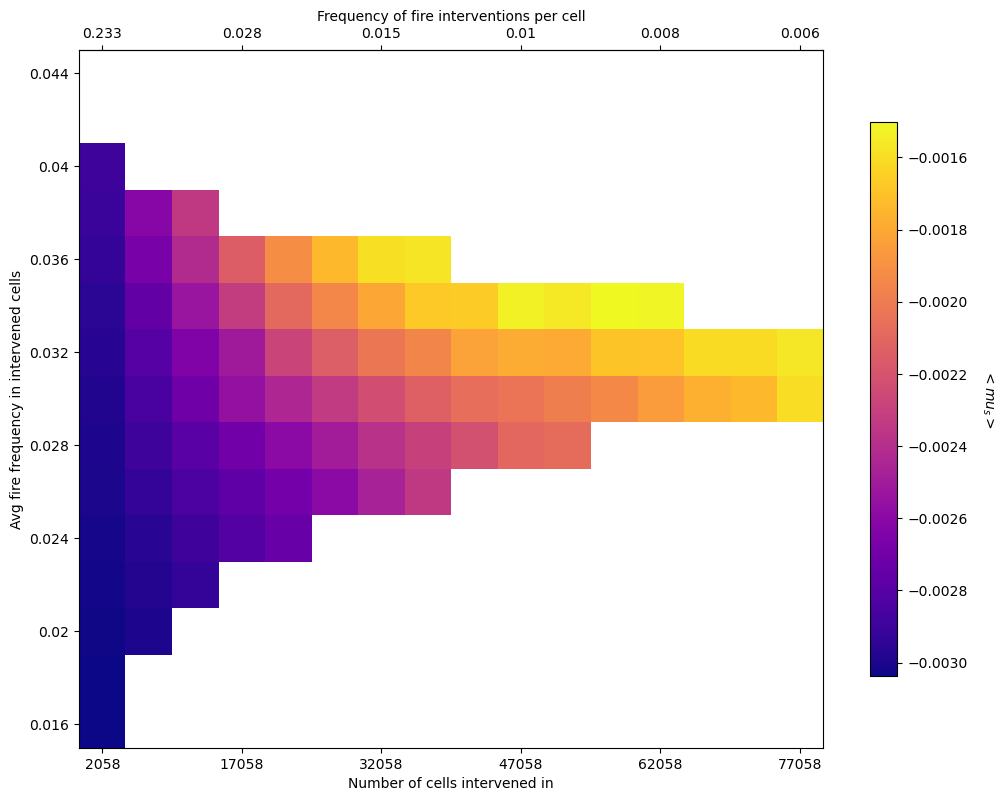 Frequency of fire interventions per cell
0.233 0.028 0.015 0.01 0.008 0.006
Avg fire frequency in intervened cells
0.044
0.04
0.036
0.032
0.028
0.024
0.02
0.016
2058 17058 32058 47058 62058 77058
Number of cells intervened in
−0.0016
−0.0018
−0.0020
−0.0022
−0.0024
−0.0026
−0.0028
−0.0030
< mu_s >